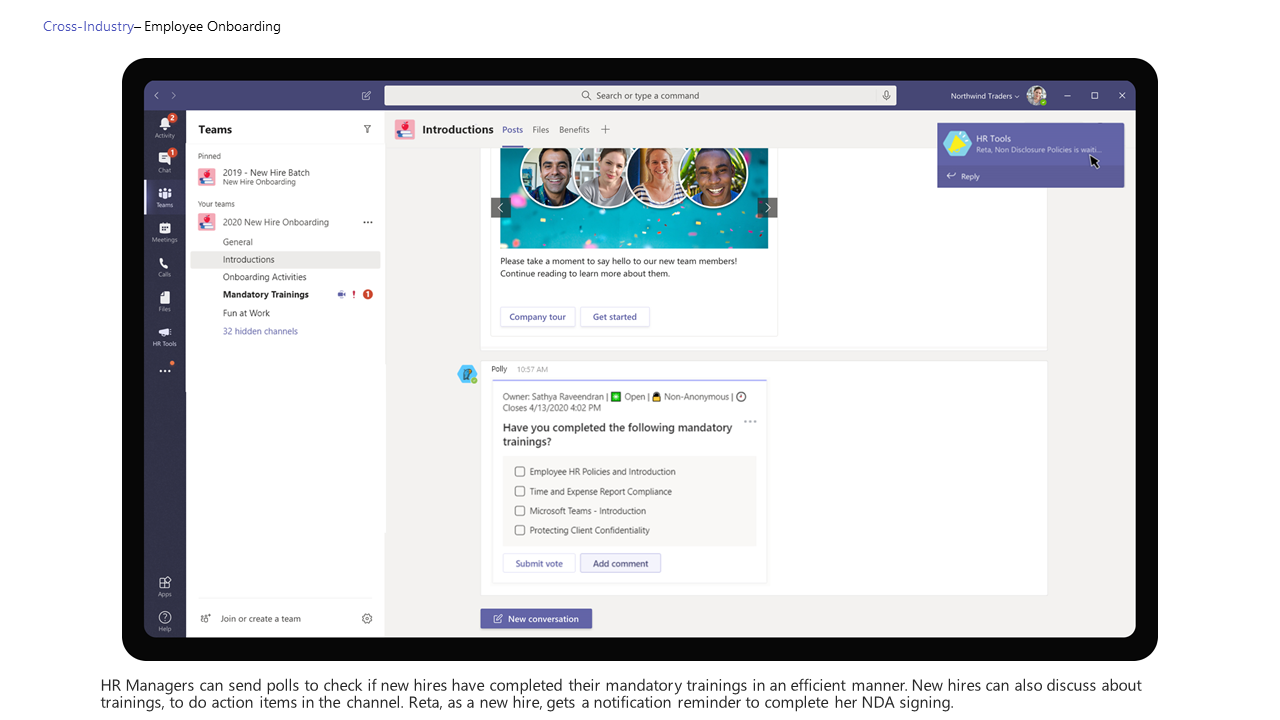 Cross-Industry– Employee Onboarding
Search or type a command
Northwind Traders
Activity
2
Chat
1
Teams
Meetings
Calls
Files
HR Tools
Apps
Help
Teams
Pinned
2019 - New Hire Batch
New Hire Onboarding
Your teams
2020 New Hire Onboarding
General
Introductions
Onboarding Activities
Mandatory Trainings ! 1
Fun at Work
32 hidden channels
Join or create a team
Introductions Posts Files Benefits
HR Tools
Reta, Non Disclosure Policies is waiti...
Reply
Please take a moment to say hello to our new team members!
Continue reading to learn more about them.
Company tour Get started
Polly 10:57 AM
Owner: Sathya Raveendran | Open | Non-Anonymous |
Closes 4/13/2020 4:02 PM
Have you completed the following mandatory
trainings?
Employee HR Policies and Introduction
Time and Expense Report Compliance
Microsoft Teams - Introduction
Protecting Client Confidentiality
Submit vote Add comment
New conversation
HR Managers can send polls to check if new hires have completed their mandatory trainings in an efficient manner. New hires can also discuss about
trainings, to do action items in the channel. Reta, as a new hire, gets a notification reminder to complete her NDA signing.